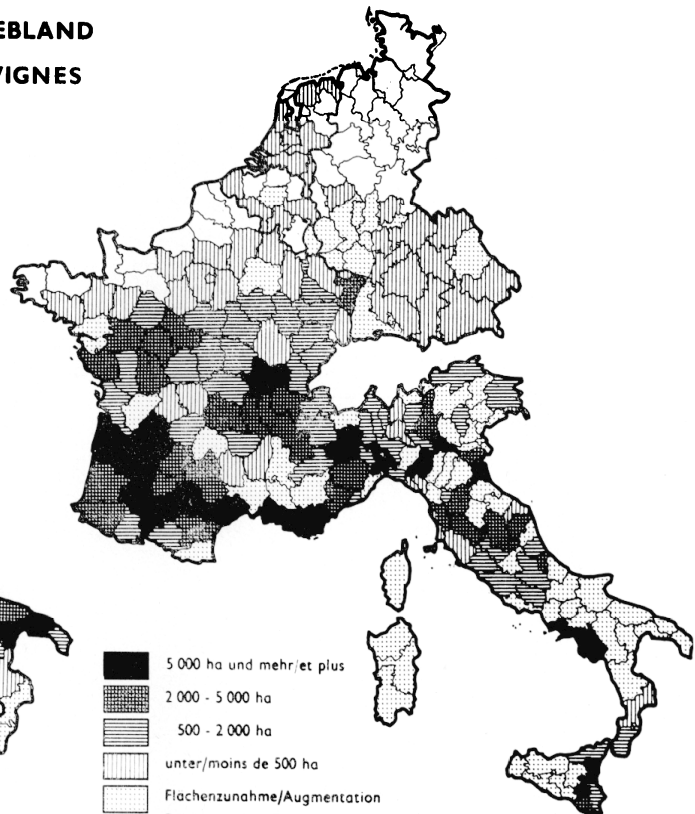 EBLAND
VIGNES
5 000 ha und mehr/et plus
2 000 - 5 000 ha
500 - 2 000 ha
unter/moins de 500 ha
Flachenzunahme/Augmentation